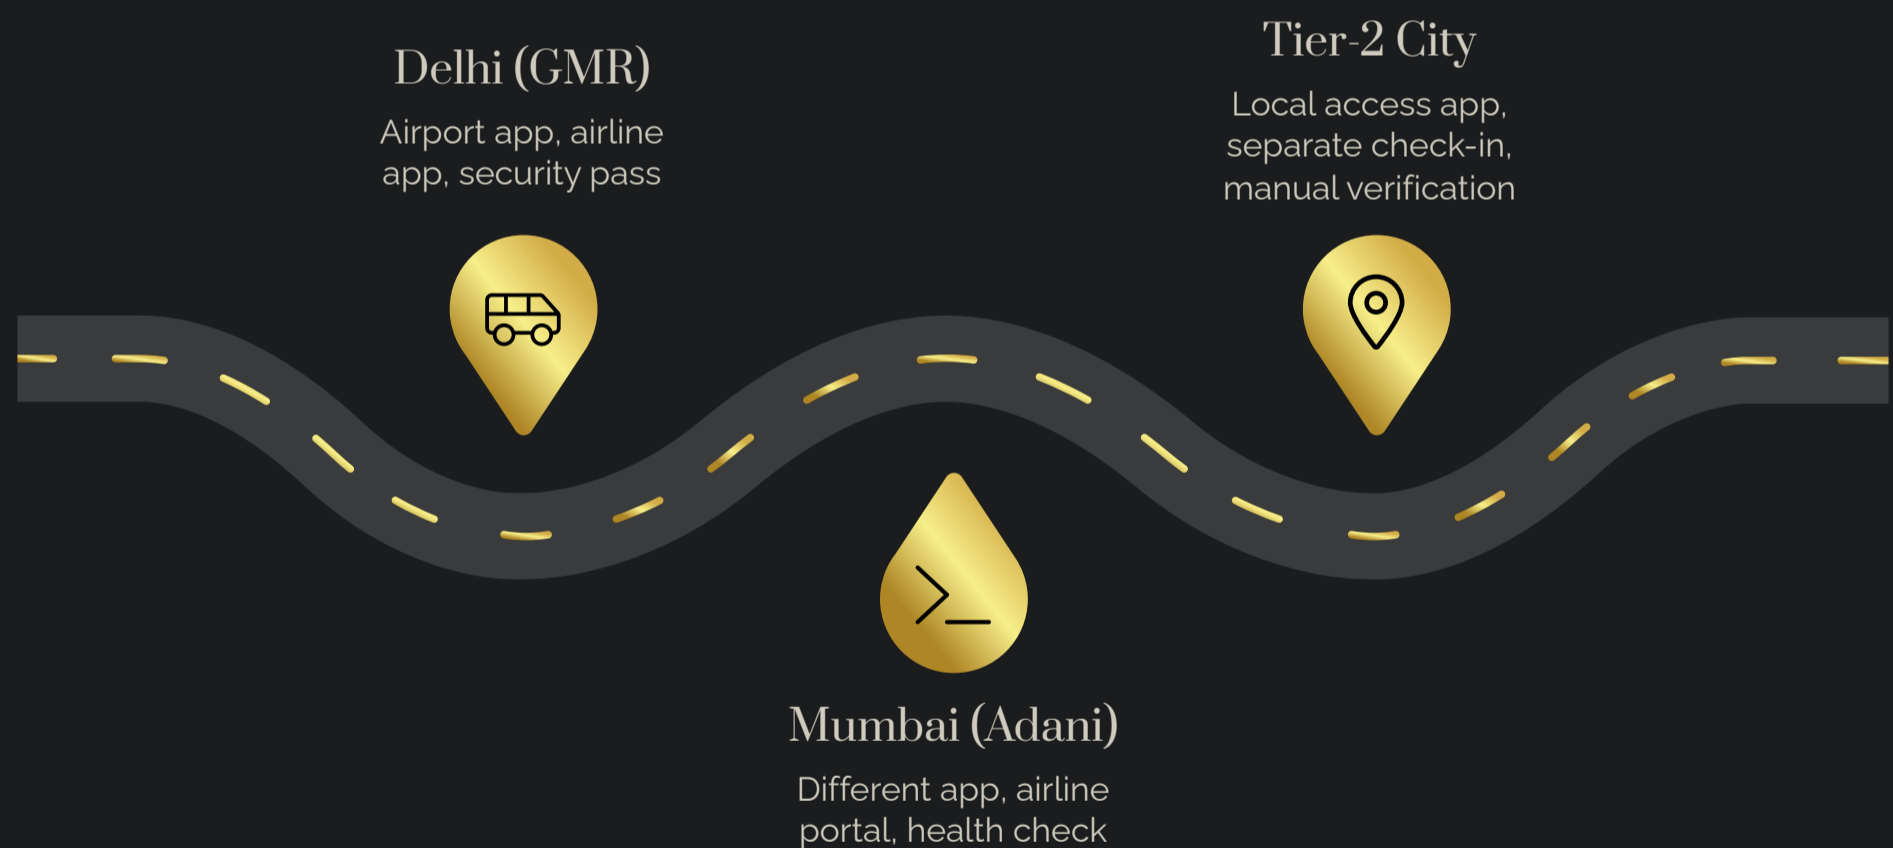 Delhi (GMR)
Airport app, airline
app, security pass
Tier-2 City
Local access app,
separate check-in,
manual verification
Mumbai (Adani)
Different app, airline
portal, health check